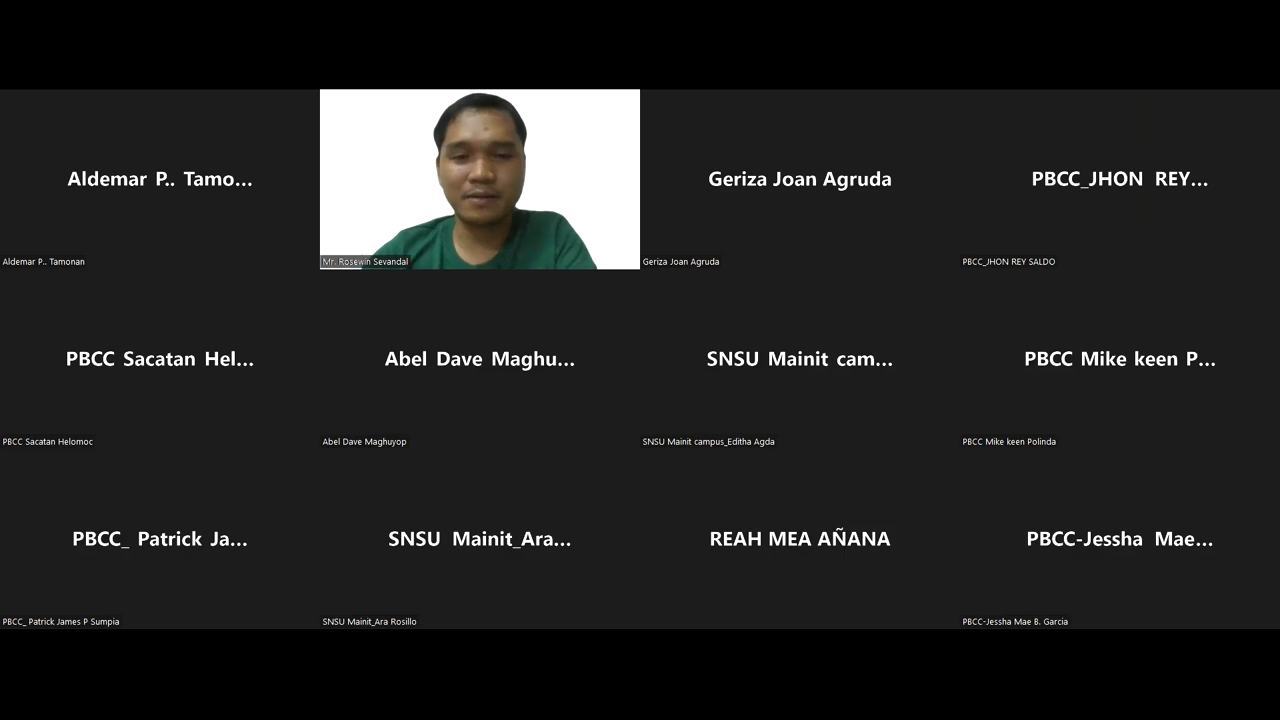 Aldemar P.. Tamo...
Aldemar P.. Tamonan
Mr. Rosewin Sevandal
Geriza Joan Agruda
Geriza Joan Agruda
PBCC_JHON REY...
PBCC_JHON REY SALDO
PBCC Sacatan Hel...
PBCC Sacatan Helomoc
Abel Dave Maghu...
Abel Dave Maghuyop
SNSU Mainit cam...
SNSU Mainit campus_Editha Agda
PBCC Mike keen P...
PBCC Mike keen Polinda
PBCC_ Patrick Ja...
PBCC_ Patrick James P Sumpia
SNSU Mainit_Ara...
SNSU Mainit_Ara Rosillo
REAH MEA AÑANA
PBCC-Jessha Mae...
PBCC-Jessha Mae B. Garcia